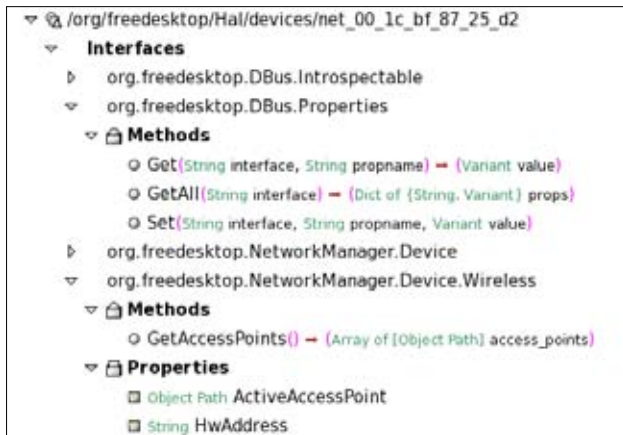 /org/freedesktop/Hal/devices/net_00_1c_bf_87_25_d2
Interfaces
org.freedesktop.DBus.Introspectable
org.freedesktop.DBus.Properties
Methods
Get(String interface, String propname) → (Variant value)
GetAll(String interface) → (Dict of {String, Variant} props)
Set(String interface, String propname, Variant value)
org.freedesktop.NetworkManager.Device
org.freedesktop.NetworkManager.Device.Wireless
Methods
GetAccessPoints() → (Array of [Object Path] access_points)
Properties
Object Path ActiveAccessPoint
String HwAddress